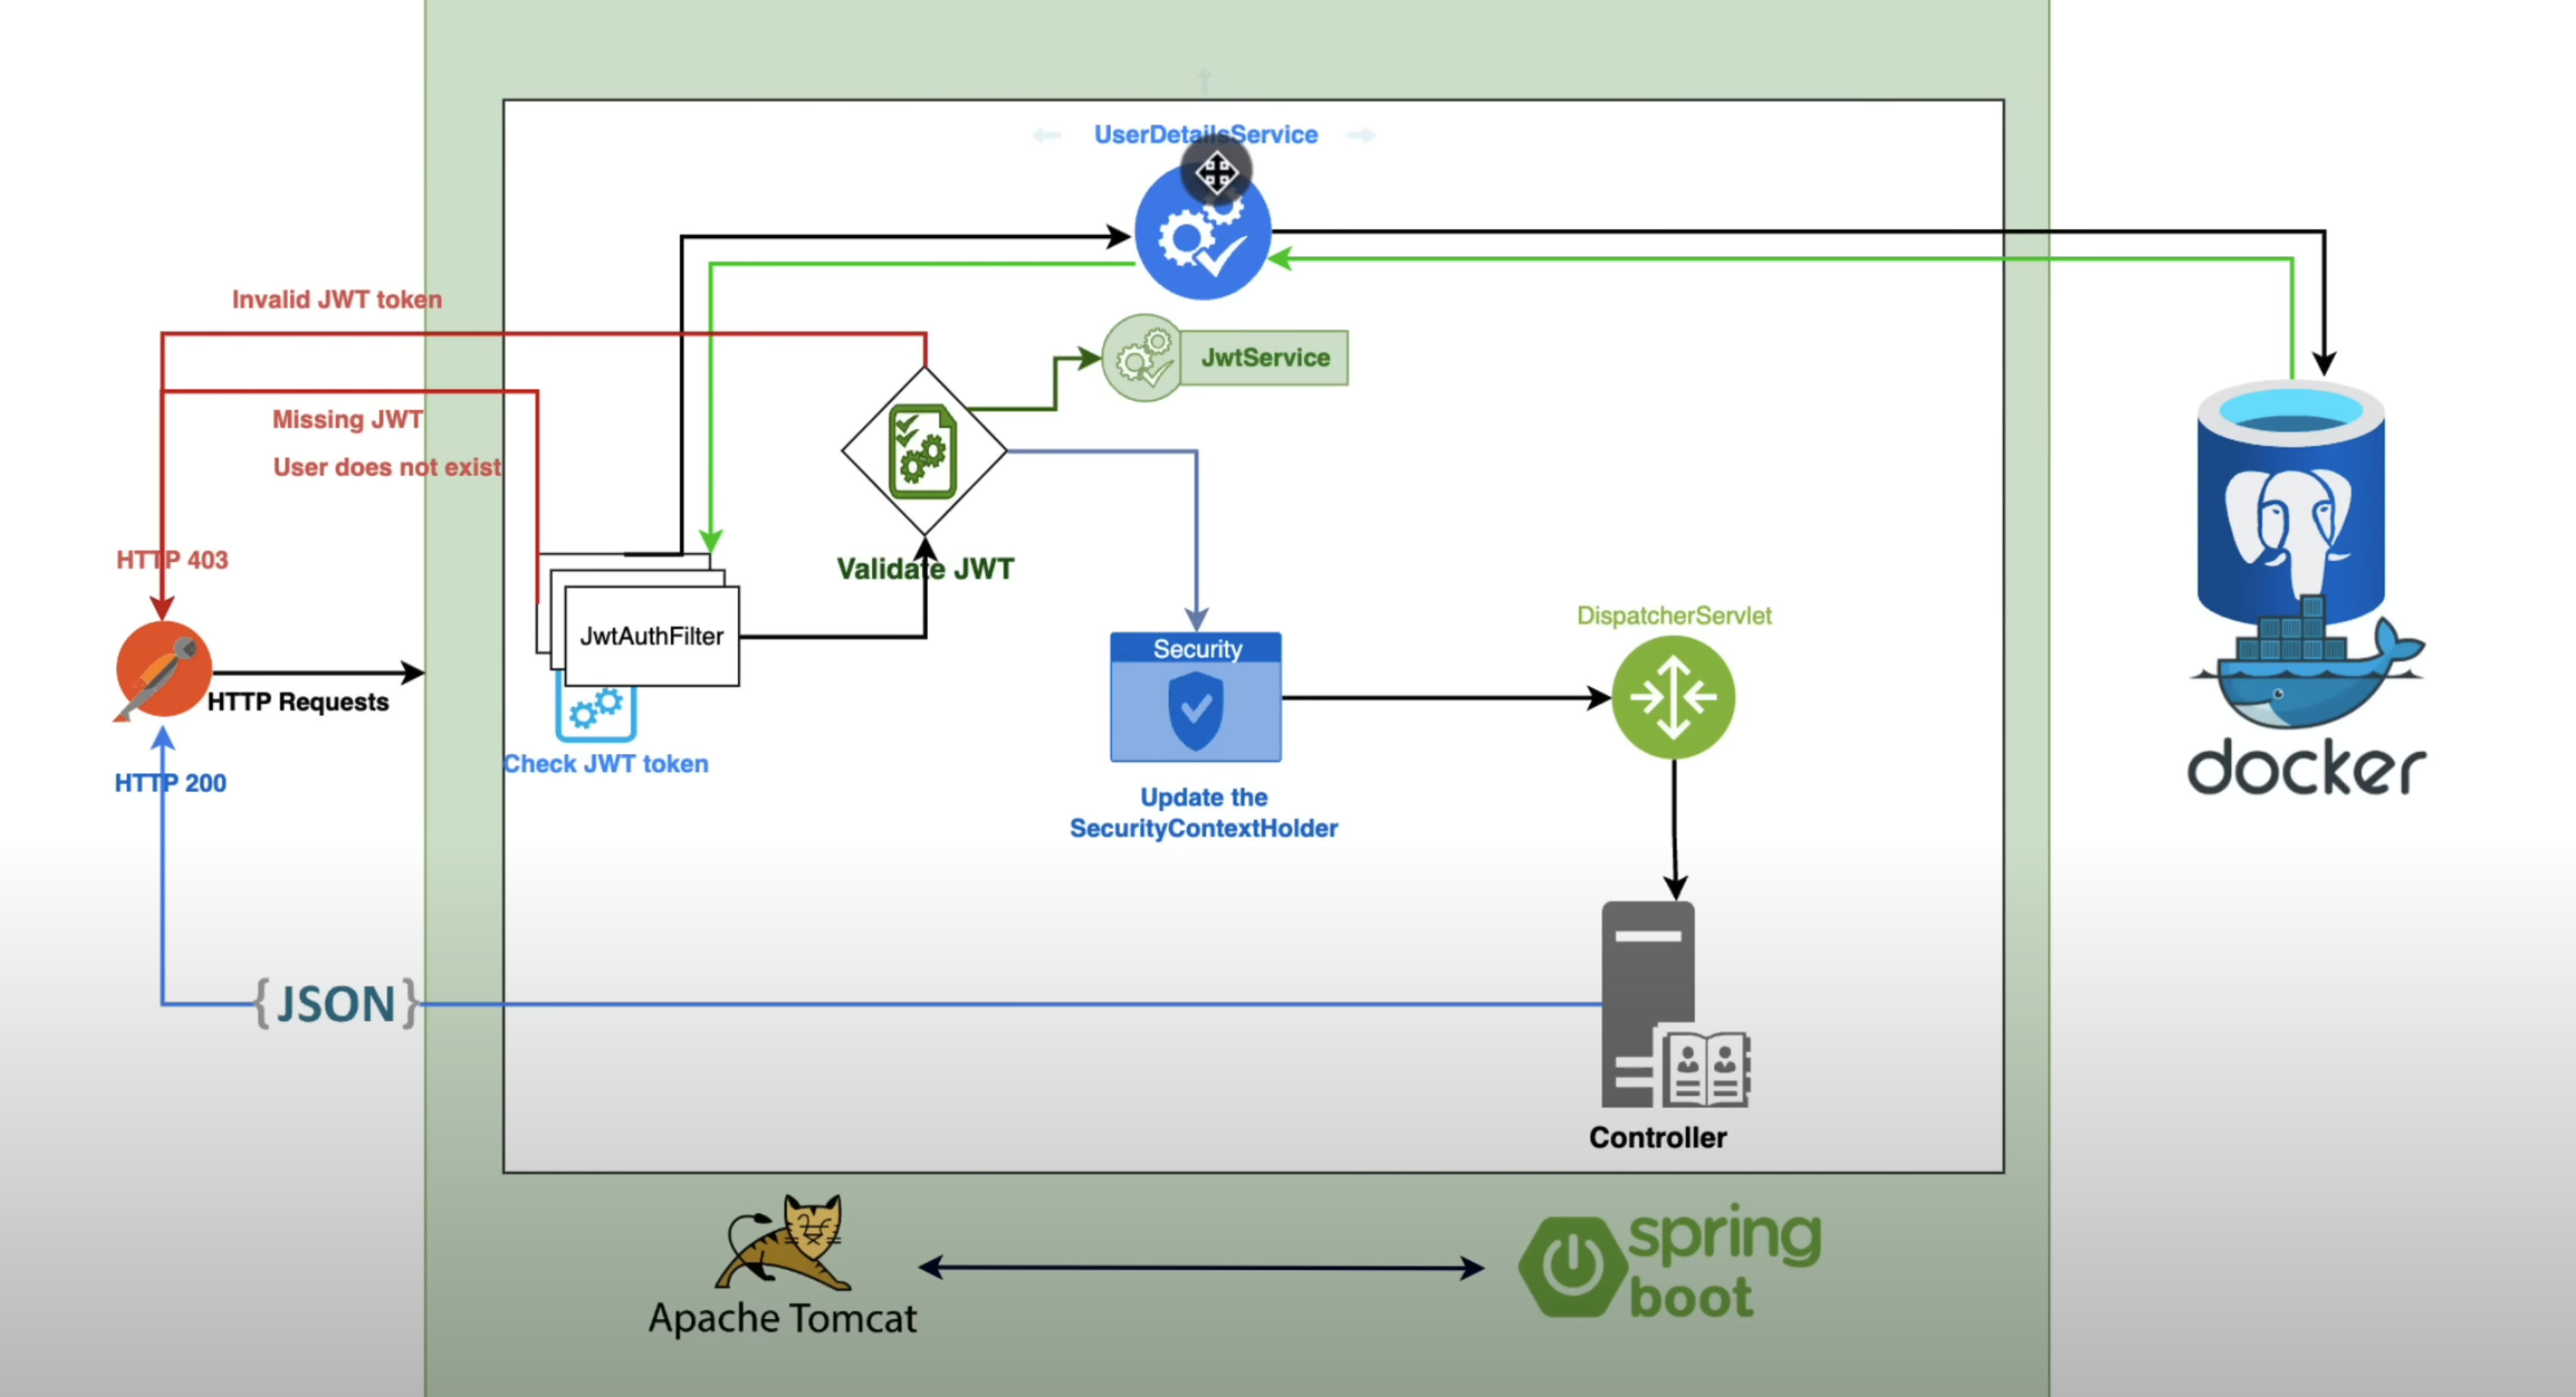 UserDetailsService
Invalid JWT token
JwtService
Missing JWT
User does not exist
HTTP 403
Validate JWT
JwtAuthFilter
HTTP Requests
Check JWT token
HTTP 200
Security
Update the
SecurityContextHolder
DispatcherServlet
docker
{JSON}
Controller
Apache Tomcat
spring
boot